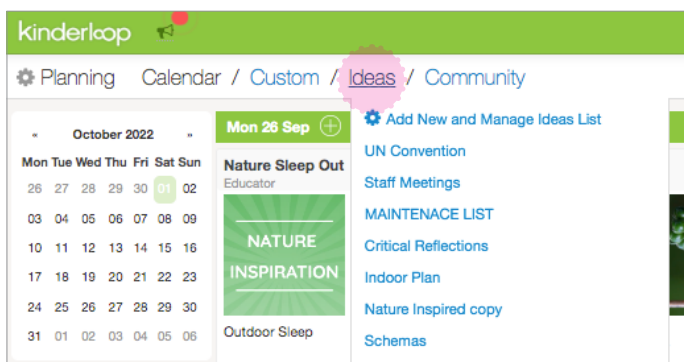 kinderloop
Planning Calendar / Custom / Ideas / Community
« October 2022 »
Mon Tue Wed Thu Fri Sat Sun
26 27 28 29 30 01 02
03 04 05 06 07 08 09
10 11 12 13 14 15 16
17 18 19 20 21 22 23
24 25 26 27 28 29 30
31 01 02 03 04 05 06
Mon 26 Sep
Nature Sleep Out
Educator
NATURE
INSPIRATION
Outdoor Sleep
Add New and Manage Ideas List
UN Convention
Staff Meetings
MAINTENACE LIST
Critical Reflections
Indoor Plan
Nature Inspired copy
Schemas